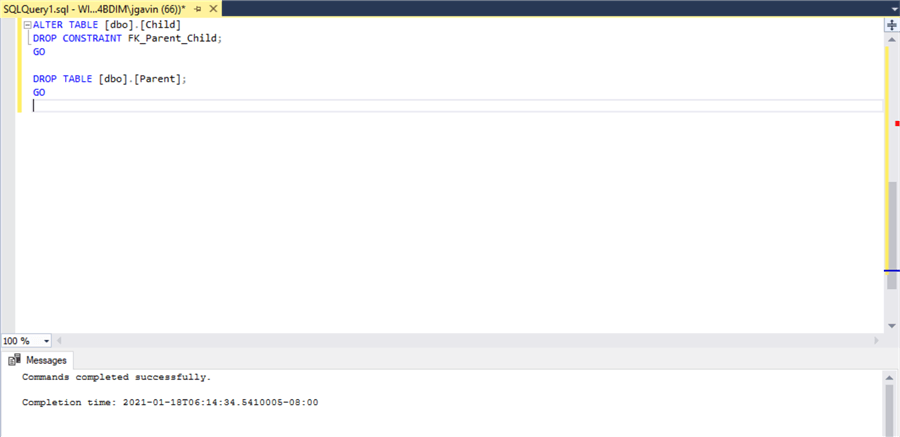 SQLQuery1.sql - WI...4BDIM\jgavin (66))*
ALTER TABLE [dbo].[Child]
DROP CONSTRAINT FK_Parent_Child;
GO
DROP TABLE [dbo].[Parent];
GO
100 %
Messages
Commands completed successfully.
Completion time: 2021-01-18T06:14:34.5410005-08:00